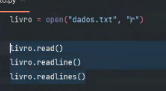 livro = open("dados.txt", "r")
livro.read()
livro.readline()
livro.readlines()